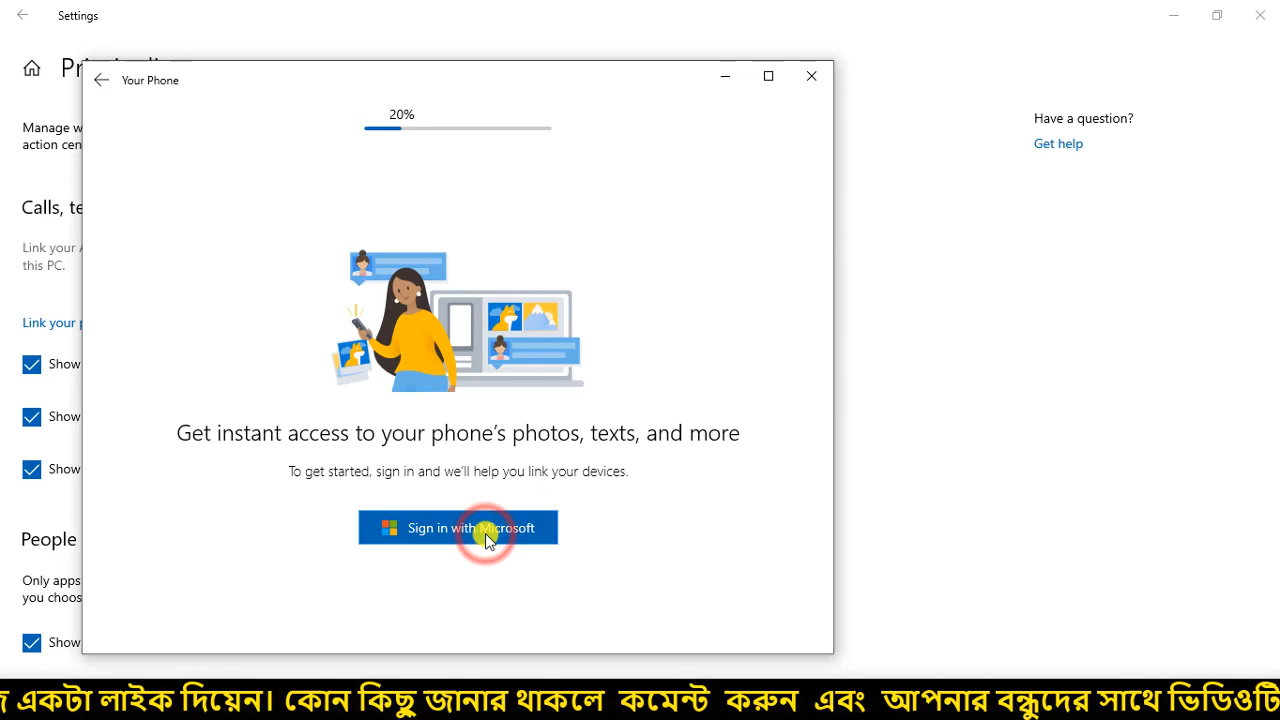 Settings
Your Phone
20%
Manage w
action cen
Have a question?
Get help
Calls, te
Link your
this PC.
Link your p
Show
Show
Show
Get instant access to your phone's photos, texts, and more
To get started, sign in and we'll help you link your devices.
Sign in with Microsoft
People
Only apps
you choos
Show
একটা লাইক দিয়েন। কোন কিছু জানার থাকলে কমেন্ট করুন এবং আপনার বন্ধুদের সাথে ভিডিওটি